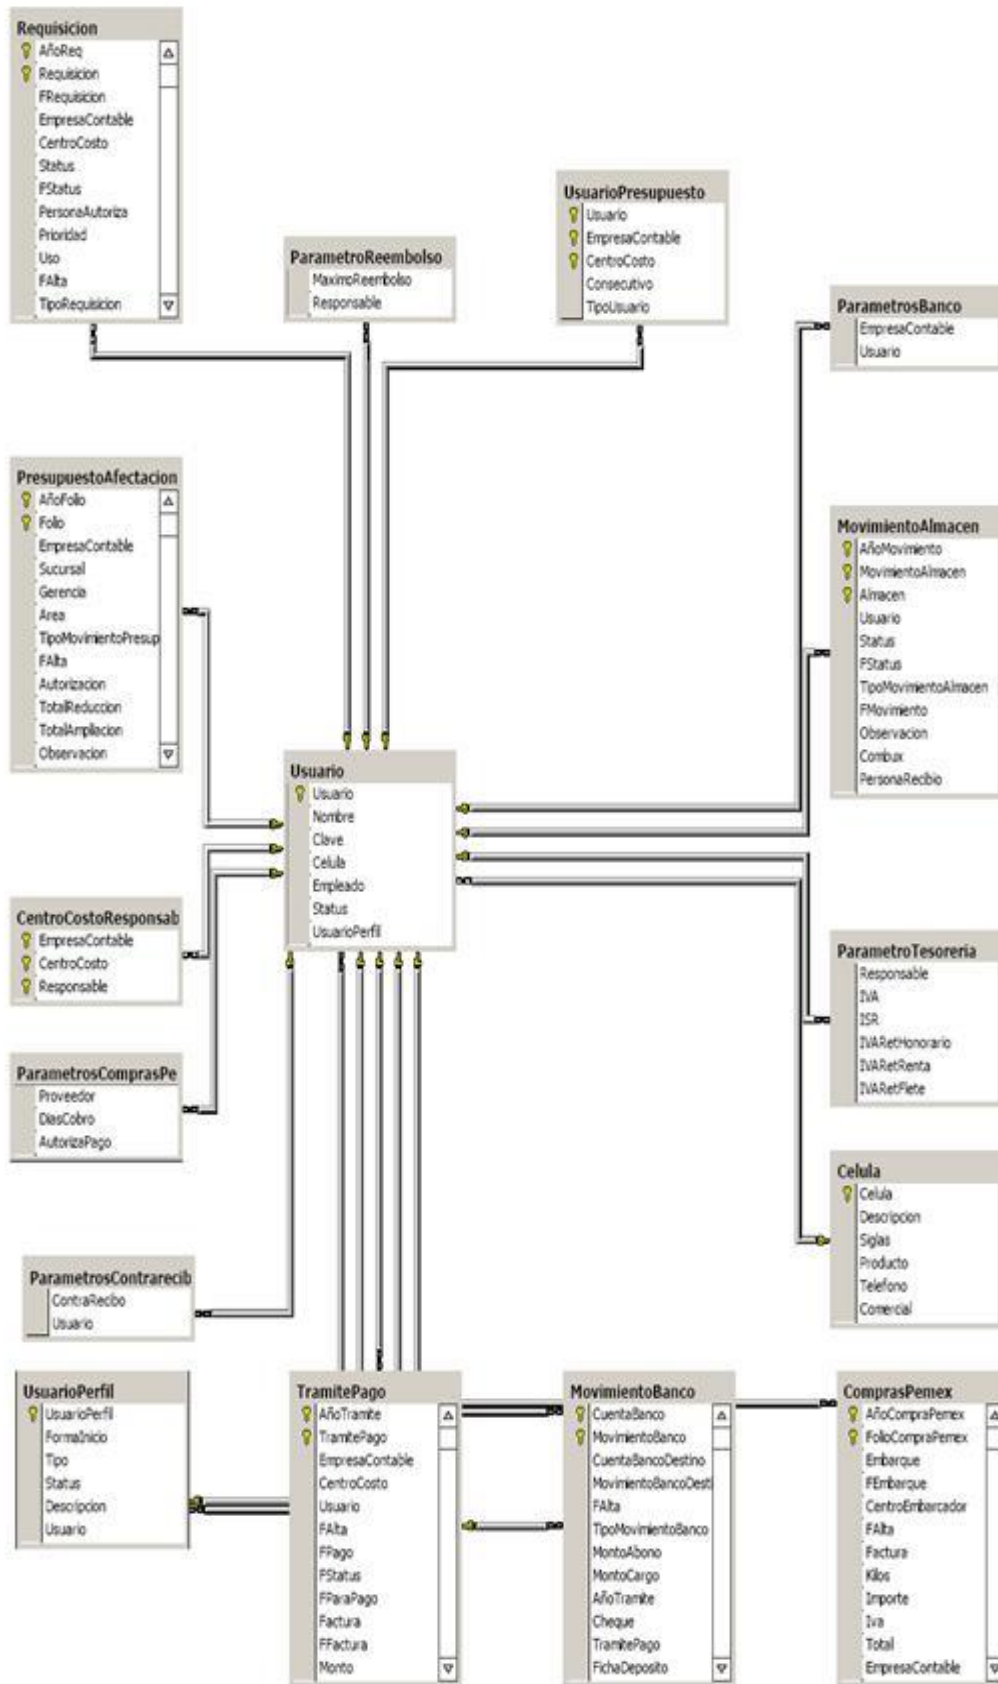 Requisicion
AñoReq
Requisicion
FRequisicion
EmpresaContable
CentroCosto
Status
FStatus
PersonaAutoriza
Prioridad
Uso
FAlta
TipoRequisicion
ParametroReembolso
MaximoReembolso
Responsable
UsuarioPresupuesto
Usuario
EmpresaContable
CentroCosto
Consecutivo
TipoUsuario
ParametrosBanco
EmpresaContable
Usuario
PresupuestoAfectacion
AñoFolio
Folio
EmpresaContable
Sucursal
Gerencia
Area
TipoMovimientoPresup
FAlta
Autorizacion
TotalReduccion
TotalAmpliacion
Observacion
MovimientoAlmacen
AñoMovimiento
MovimientoAlmacen
Almacen
Usuario
Status
FStatus
TipoMovimientoAlmacen
FMovimiento
Observacion
Combux
PersonaRecibio
Usuario
Usuario
Nombre
Clave
Celula
Empleado
Status
UsuarioPerfil
CentroCostoResponsab
EmpresaContable
CentroCosto
Responsable
ParametroTesoreria
Responsable
IVA
ISR
IVARetHonorario
IVARetRenta
IVARetFlete
ParametrosComprasPe
Proveedor
DiasCobro
AutorizaPago
Celula
Celula
Descripcion
Siglas
Producto
Telefono
Comercial
ParametrosContrarecib
ContraRecibo
Usuario
UsuarioPerfil
UsuarioPerfil
FormaInicio
Tipo
Status
Descripcion
Usuario
TramitePago
AñoTramite
TramitePago
EmpresaContable
CentroCosto
Usuario
FAlta
FPago
FStatus
FParaPago
Factura
FFactura
Monto
MovimientoBanco
CuentaBanco
MovimientoBanco
CuentaBancoDestino
MovimientoBancoDesti
FAlta
TipoMovimientoBanco
MontoAbono
MontoCargo
AñoTramite
Cheque
TramitePago
FichaDeposito
ComprasPemex
AñoCompraPemex
FolioCompraPemex
Embarque
FEmbarque
CentroEmbarcador
FAlta
Factura
Kilos
Importe
Iva
Total
EmpresaContable